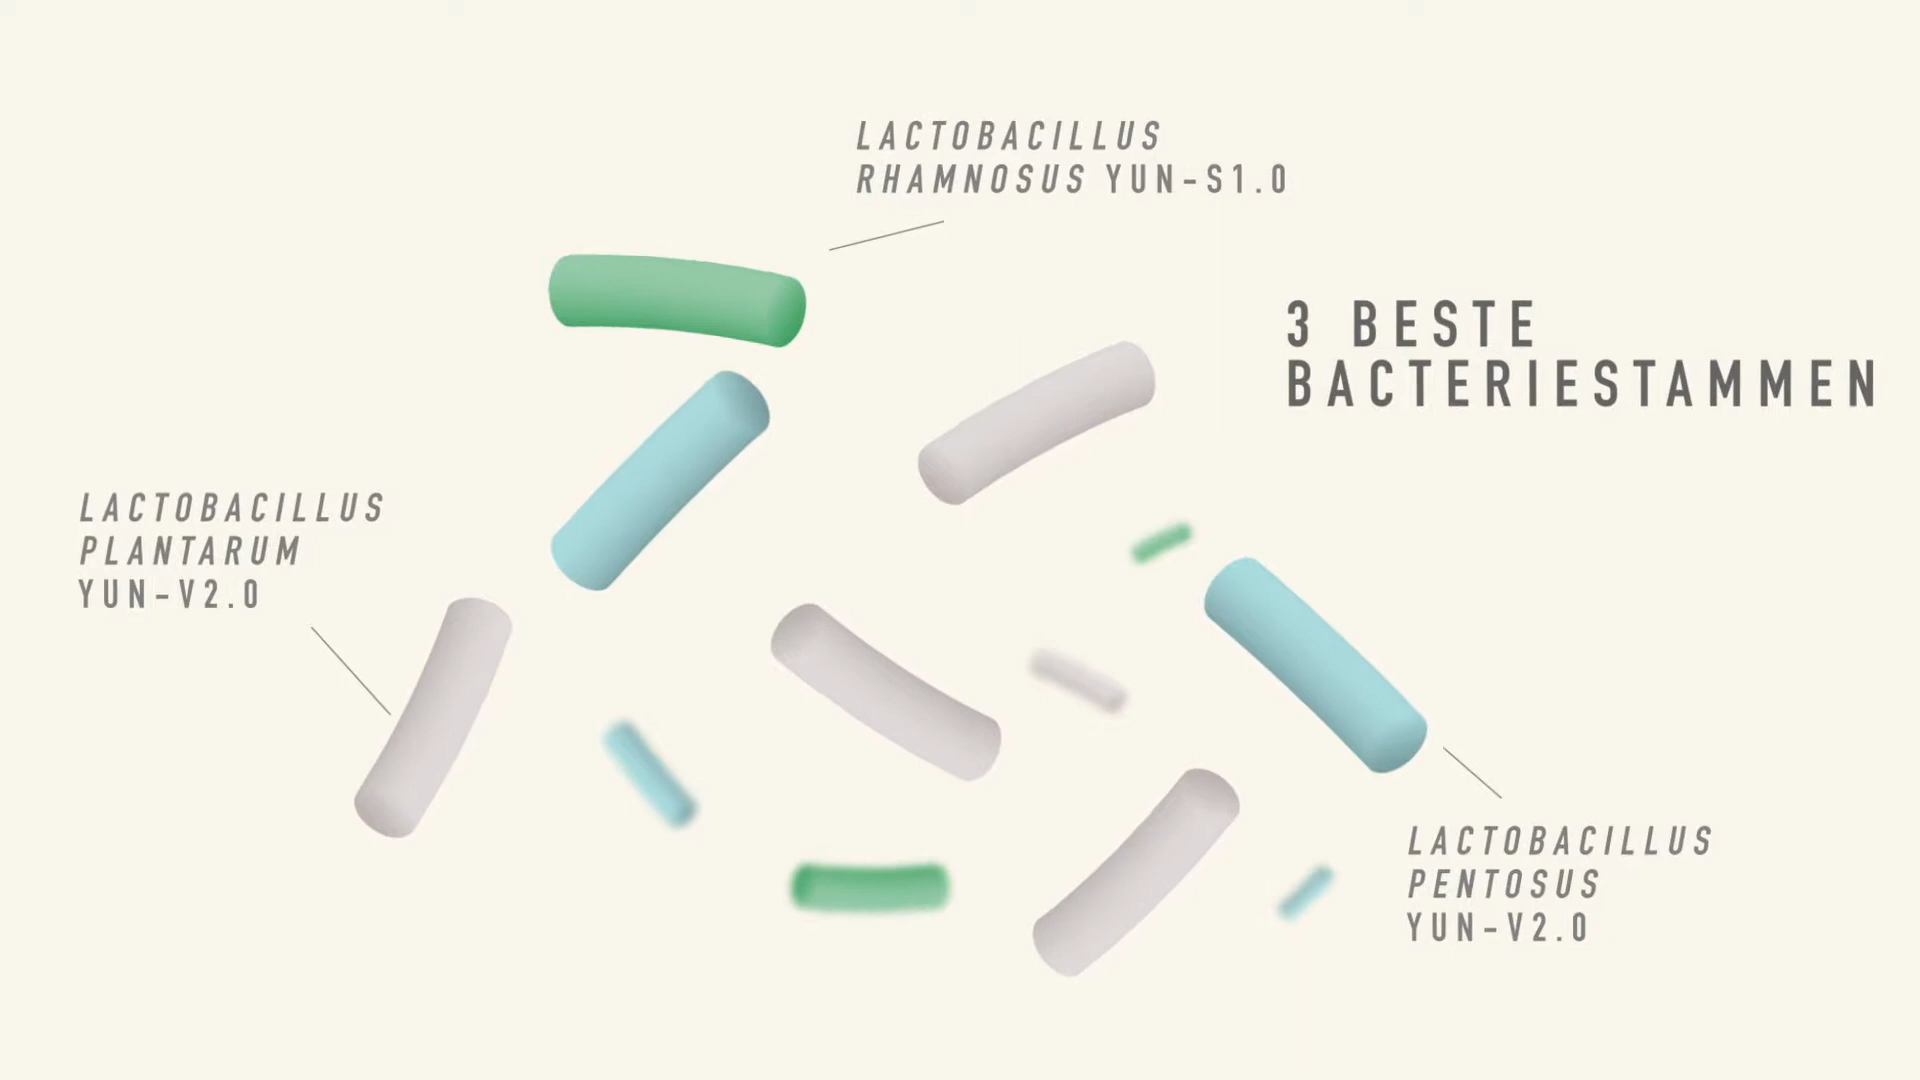 LACTOBACILLUS
RHAMNOSUS YUN-S1.0
3 BESTE
BACTERIESTAMMEN
LACTOBACILLUS
PLANTARUM
YUN-V2.0
LACTOBACILLUS
PENTOSUS
YUN-V2.0